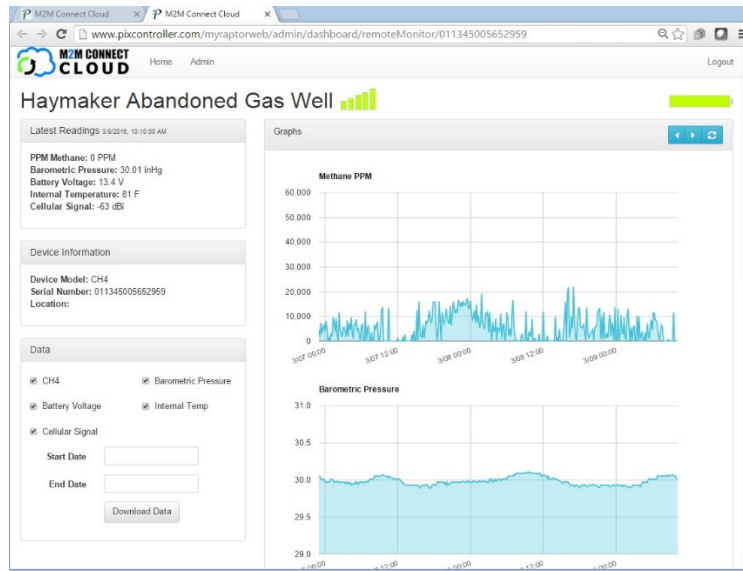 M2M Connect Cloud
M2M Connect Cloud
www.pixcontroller.com/myraptorweb/admin/dashboard/remoteMonitor/011345005652959
M2M CONNECT
CLOUD
Home Admin Logout
Haymaker Abandoned Gas Well
Latest Readings 3/9/2016, 10:10:00 AM
PPM Methane: 0 PPM
Barometric Pressure: 30.01 inHg
Battery Voltage: 13.4 V
Internal Temperature: 81 F
Cellular Signal: -63 dBi
Device Information
Device Model: CH4
Serial Number: 011345005652959
Location:
Data
CH4 Barometric Pressure
Battery Voltage Internal Temp
Cellular Signal
Start Date
End Date
Download Data
Graphs
Methane PPM
60,000
50,000
40,000
30,000
20,000
10,000
0
3/07 00:00 3/07 12:00 3/08 00:00 3/08 12:00 3/09 00:00
Barometric Pressure
31.0
30.5
30.0
29.5
29.0